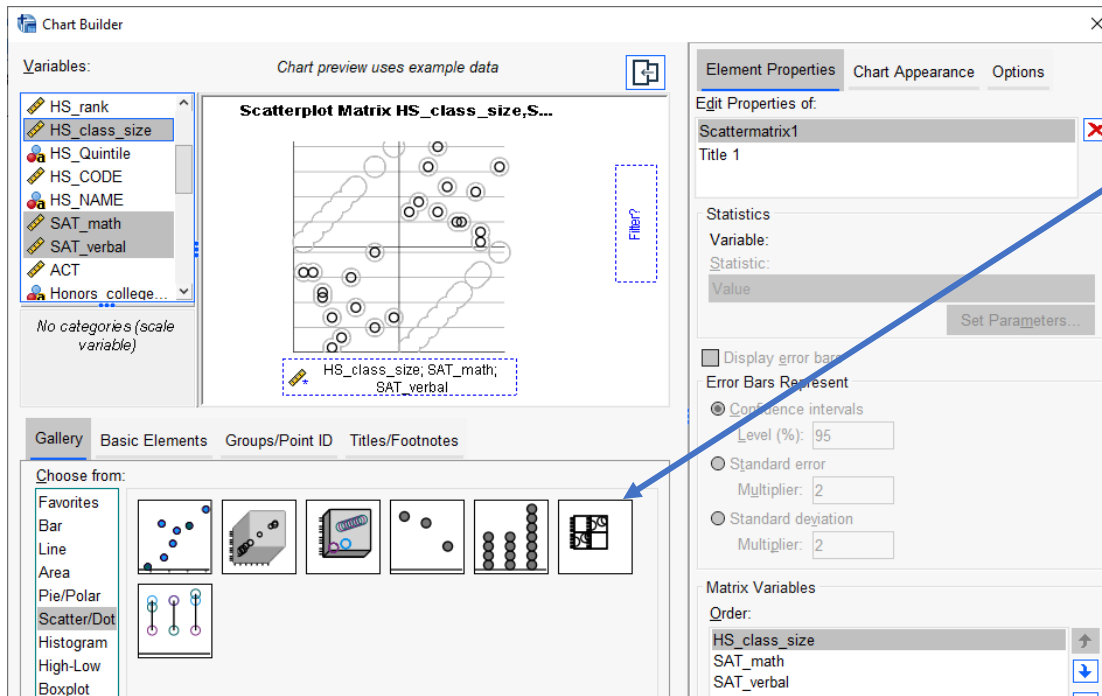 Chart Builder
Variables:
Chart preview uses example data
HS_rank
HS_class_size
HS_Quintile
HS_CODE
HS_NAME
SAT_math
SAT_verbal
ACT
Honors_college...
No categories (scale
variable)
Scatterplot Matrix HS_class_size,S...
Filter?
HS_class_size; SAT_math;
SAT_verbal
Gallery
Basic Elements
Groups/Point ID
Titles/Footnotes
Choose from:
Favorites
Bar
Line
Area
Pie/Polar
Scatter/Dot
Histogram
High-Low
Boxplot
Element Properties
Chart Appearance
Options
Edit Properties of:
Scattermatrix1
Title 1
Statistics
Variable:
Statistic:
Value
Set Parameters...
Display error bars
Error Bars Represent
Confidence intervals
Level (%): 95
Standard error
Multiplier: 2
Standard deviation
Multiplier: 2
Matrix Variables
Order:
HS_class_size
SAT_math
SAT_verbal